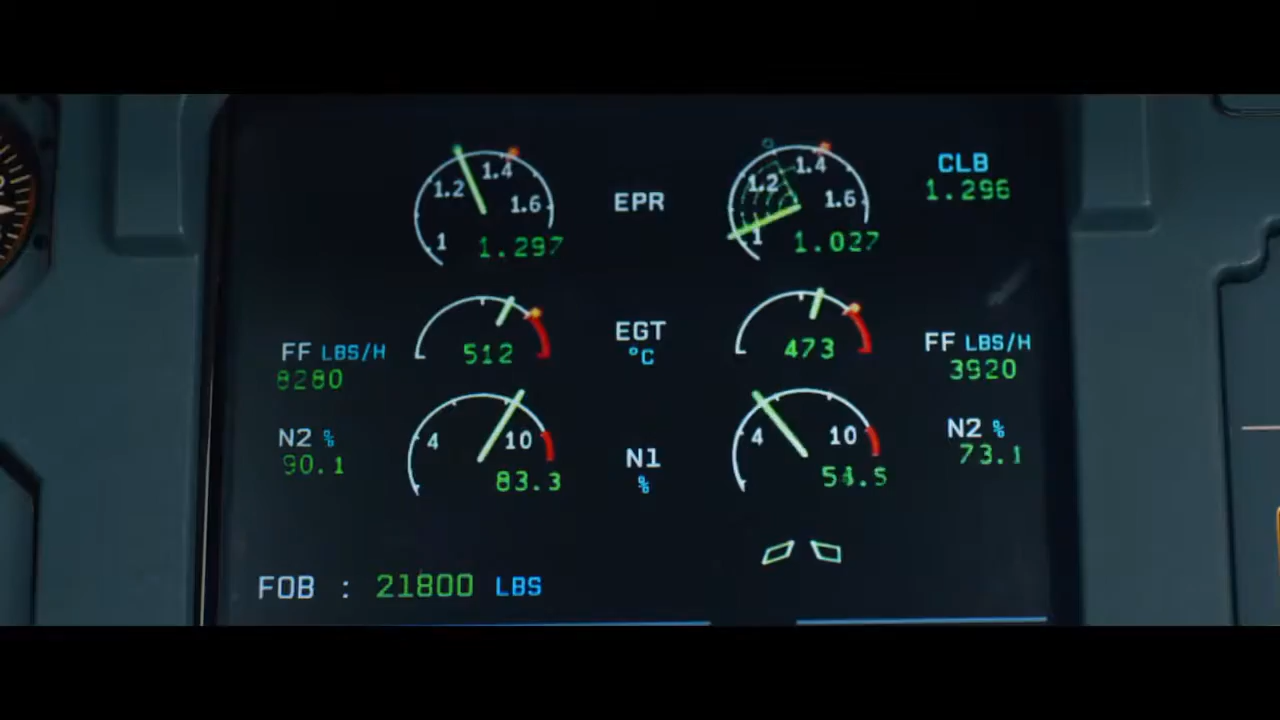 1.2 1.4 1.6 1 1.297
EPR
1.2 1.4 1.6 1 1.027
CLB
1.296
FF LBS/H
8280
512
EGT
°C
473
FF LBS/H
3920
N2 %
90.1
4 10
83.3
N1
%
4 10
N2 %
73.1
FOB : 21800 LBS